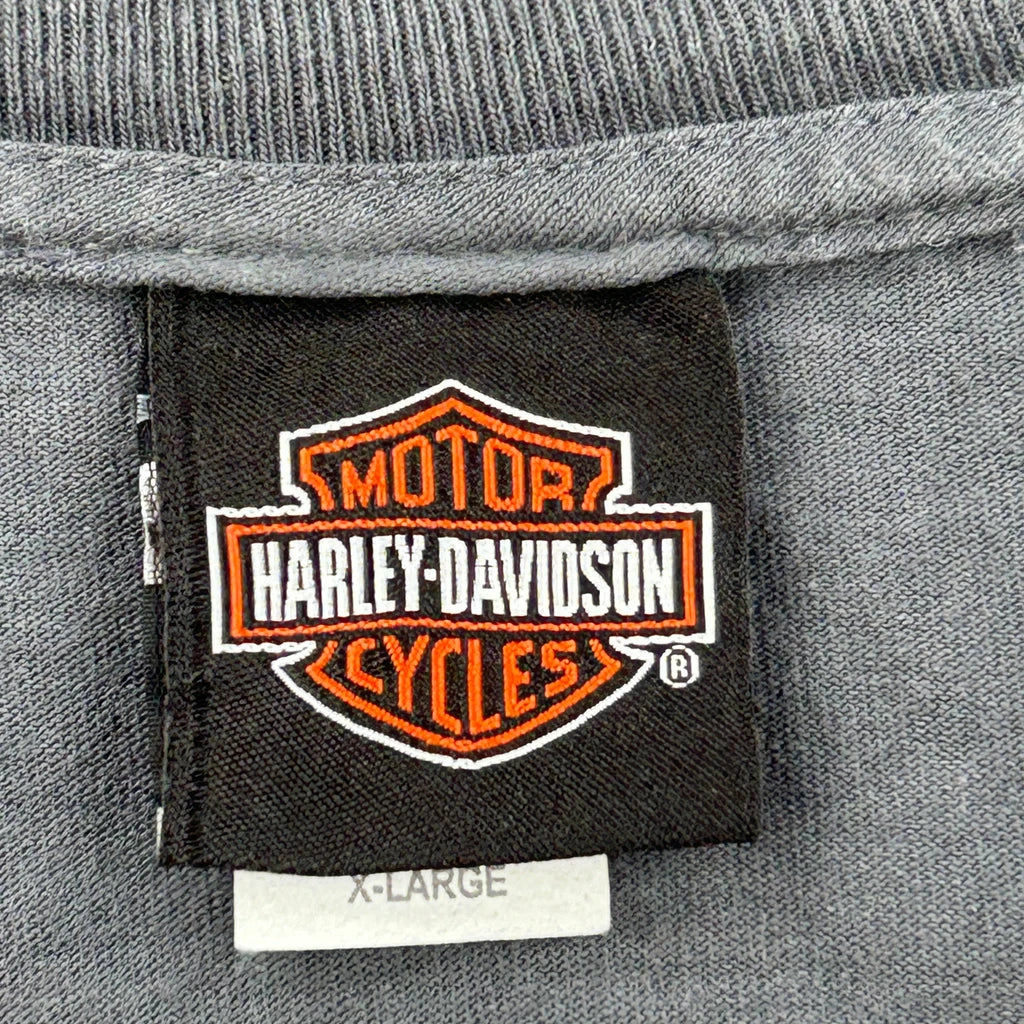 MOTOR
HARLEY-DAVIDSON
CYCLES
®
X-LARGE